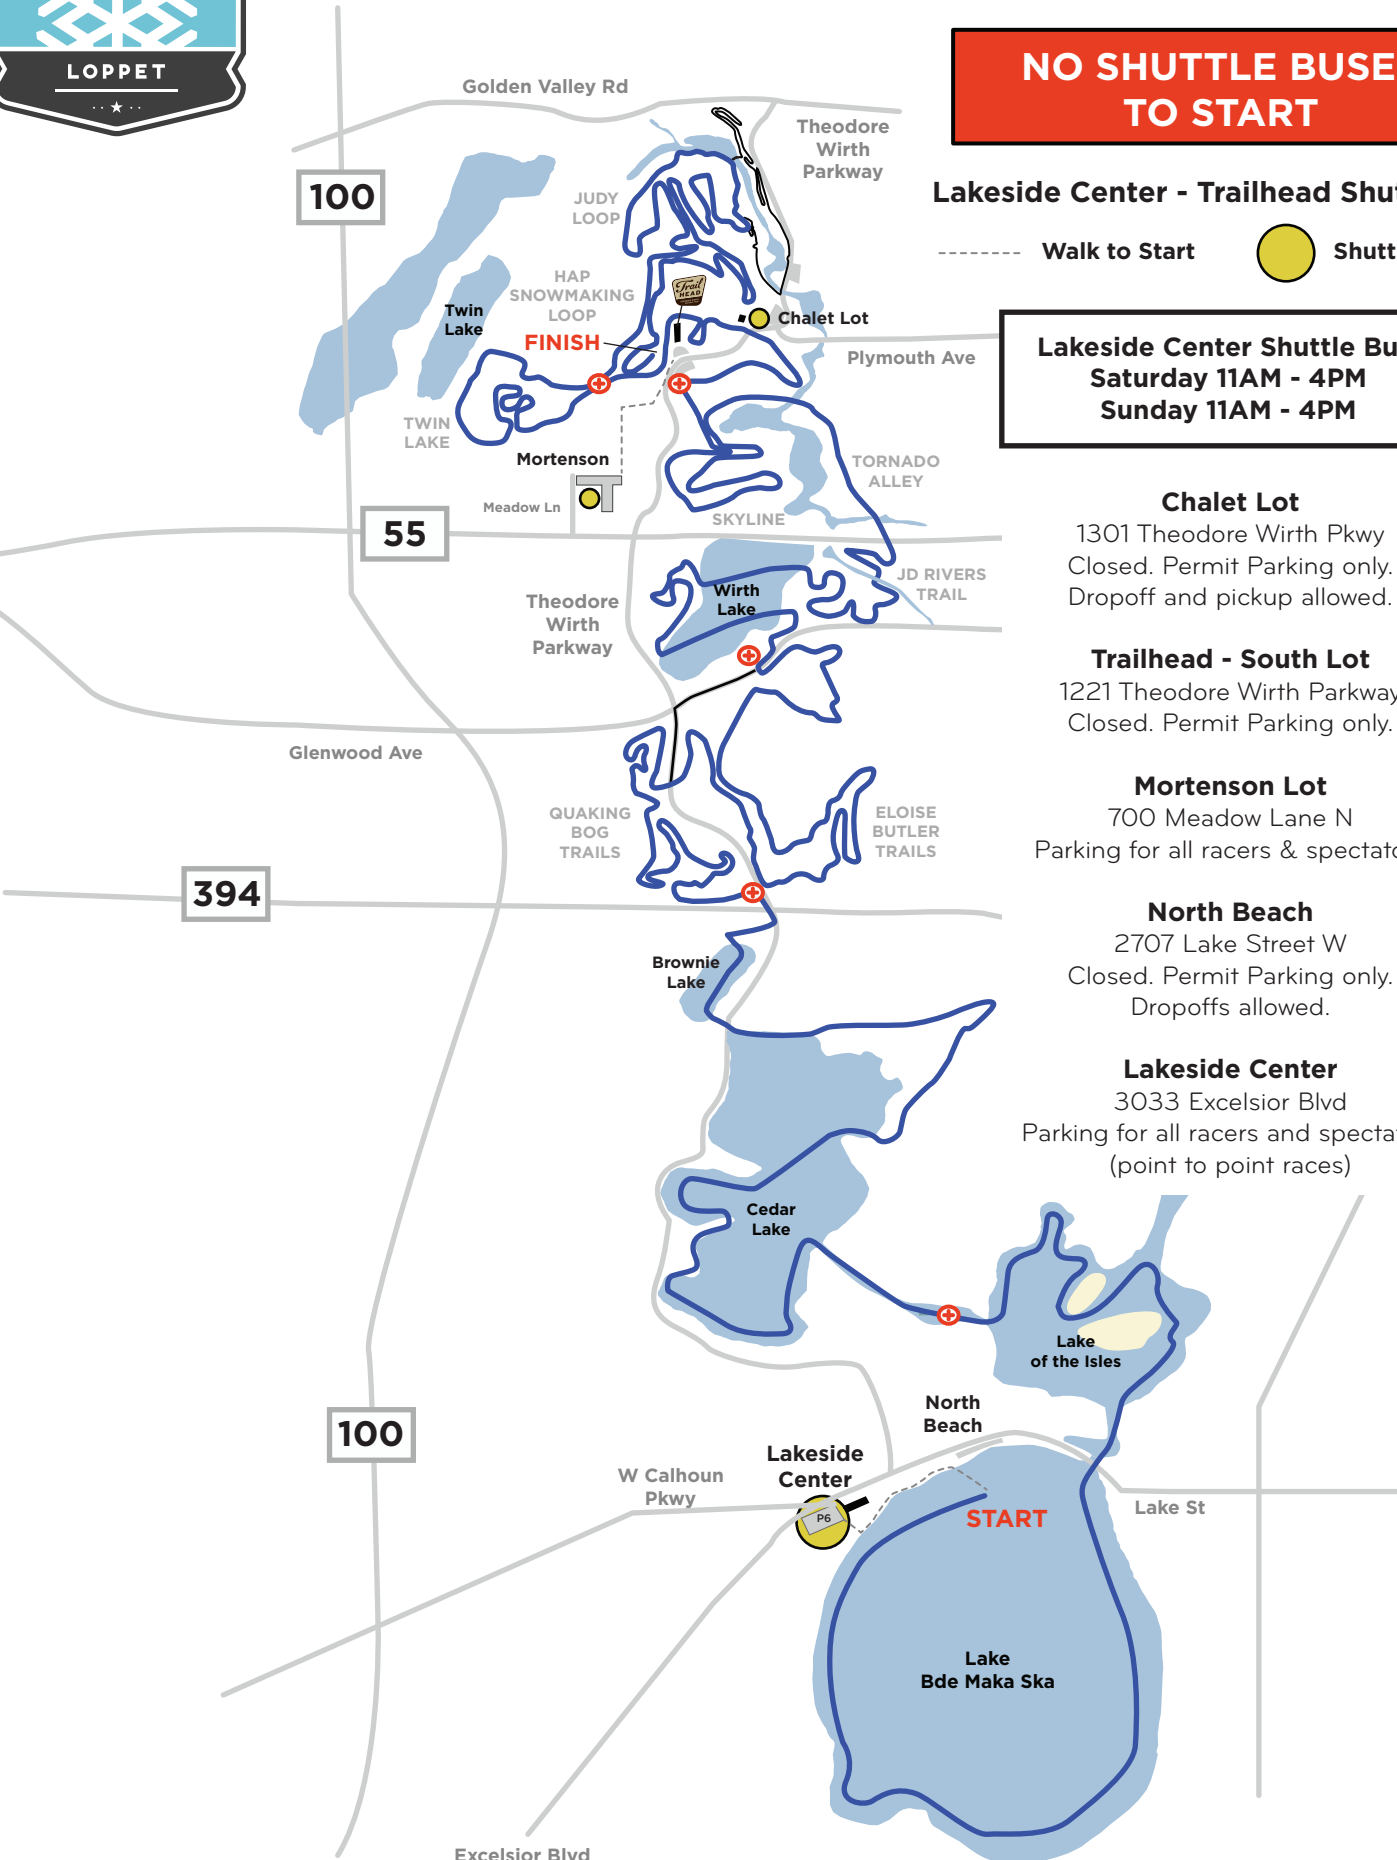 LOPPET
NO SHUTTLE BUSE
TO START
Golden Valley Rd
Theodore
Wirth
Parkway
Lakeside Center - Trailhead Shu
Walk to Start
Shutt
100
JUDY
LOOP
HAP
SNOWMAKING
LOOP
Trail
HEAD
Twin
Lake
FINISH
Chalet Lot
Plymouth Ave
Lakeside Center Shuttle Bu
Saturday 11AM - 4PM
Sunday 11AM - 4PM
TWIN
LAKE
Mortenson
Meadow Ln
TORNADO
ALLEY
SKYLINE
55
Chalet Lot
1301 Theodore Wirth Pkwy
Closed. Permit Parking only.
Dropoff and pickup allowed.
JD RIVERS
TRAIL
Wirth
Lake
Theodore
Wirth
Parkway
Trailhead - South Lot
1221 Theodore Wirth Parkway
Closed. Permit Parking only.
Glenwood Ave
Mortenson Lot
700 Meadow Lane N
Parking for all racers & spectato
QUAKING
BOG
TRAILS
ELOISE
BUTLER
TRAILS
394
North Beach
2707 Lake Street W
Closed. Permit Parking only.
Dropoffs allowed.
Brownie
Lake
Lakeside Center
3033 Excelsior Blvd
Parking for all racers and specta
(point to point races)
Cedar
Lake
Lake
of the Isles
North
Beach
100
Lakeside
Center
W Calhoun
Pkwy
P6
START
Lake St
Lake
Bde Maka Ska
Excelsior Blvd